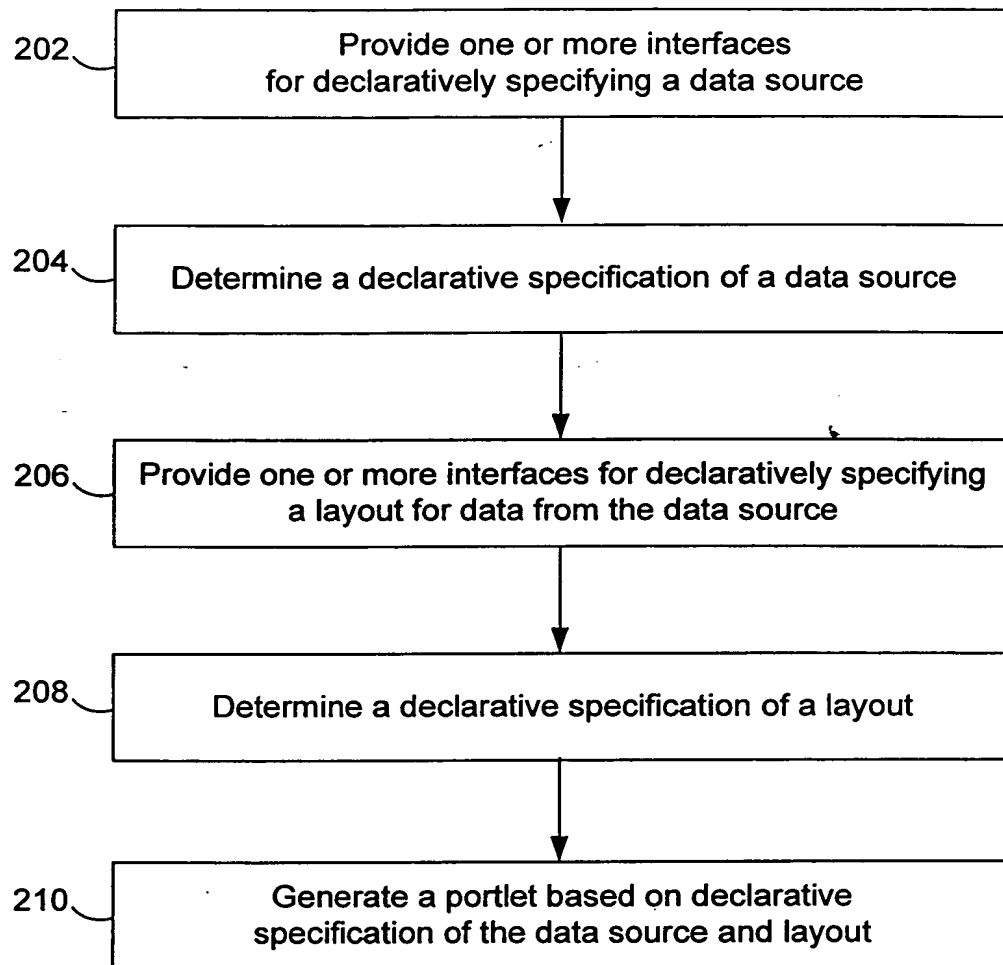 202
Provide one or more interfaces
for declaratively specifying a data source
204
Determine a declarative specification of a data source
206
Provide one or more interfaces for declaratively specifying
a layout for data from the data source
208
Determine a declarative specification of a layout
210
Generate a portlet based on declarative
specification of the data source and layout